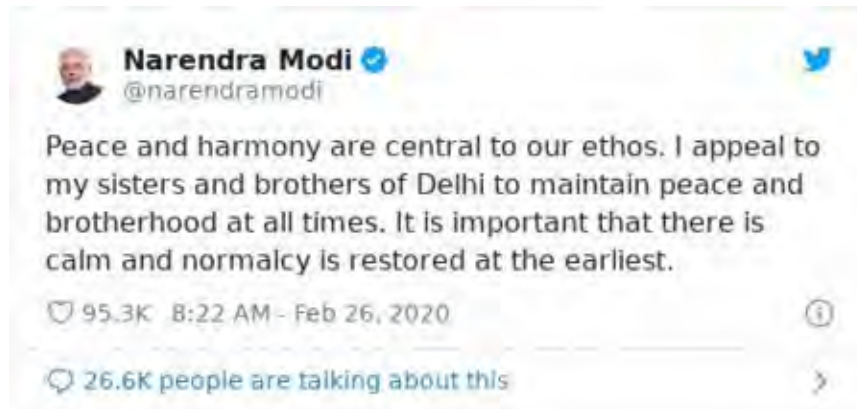 Narendra Modi
@narendramodi
Peace and harmony are central to our ethos. I appeal to
my sisters and brothers of Delhi to maintain peace and
brotherhood at all times. It is important that there is
calm and normalcy is restored at the earliest.
95.3K 8:22 AM - Feb 26, 2020
26.6K people are talking about this